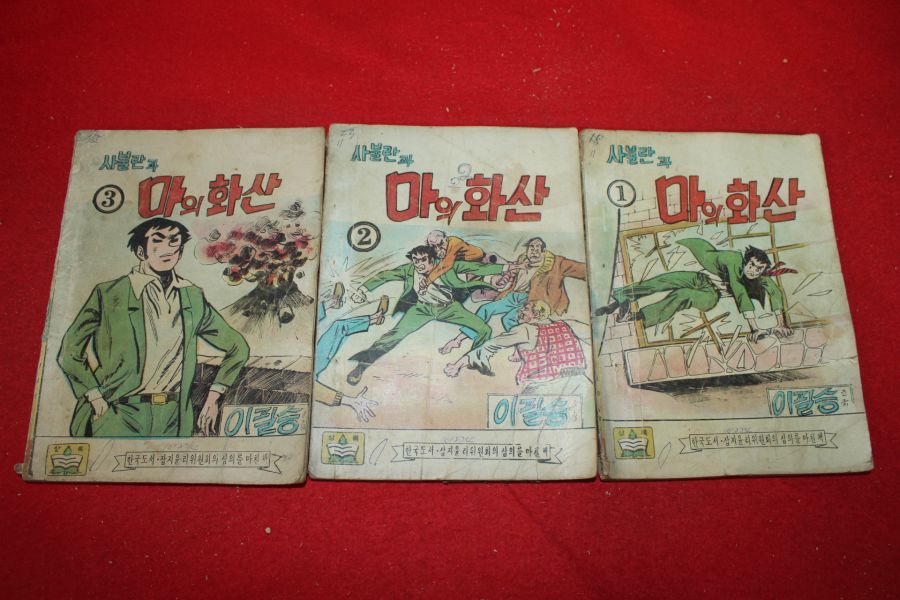 사불란과
③
마의 화산
이필승
한국도서·잡지윤리위원회의 심의를 마친 책
사불란과
마의 화산
②
이필승
한국도서·잡지윤리위원회의 심의를 마친 책
사불란과
①
마의 화산
이필승
한국도서·잡지윤리위원회의 심의를 마친 책